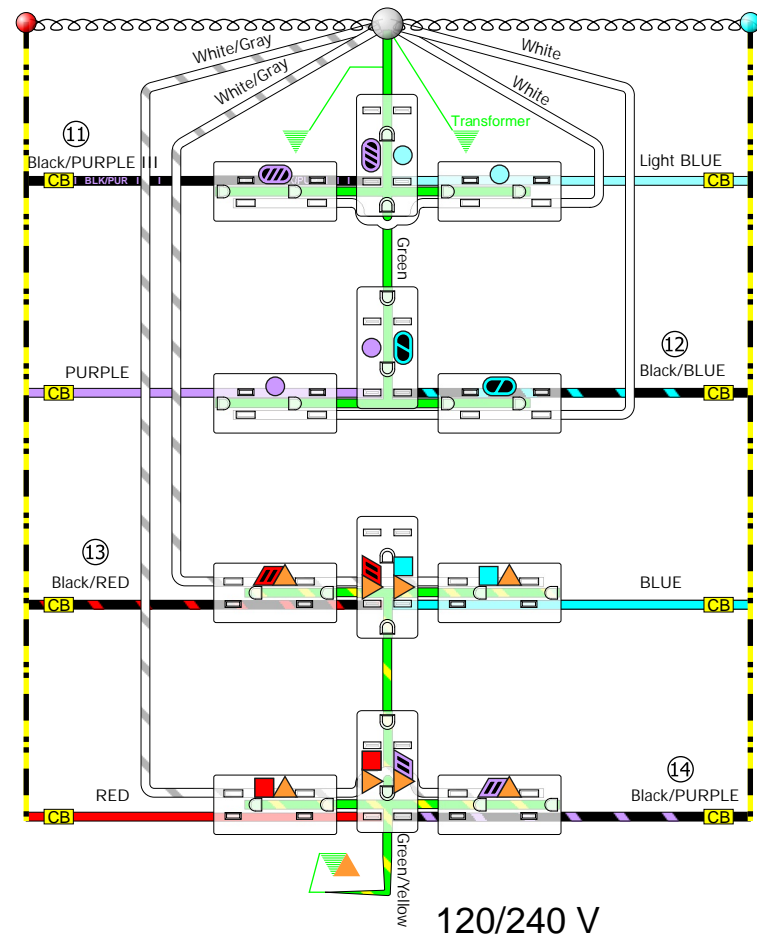 White/Gray
White
White/Gray
White
Transformer
11
Black/PURPLE III
Light BLUE
CB
BLK/PUR
CB
Green
PURPLE
12
Black/BLUE
CB
CB
13
Black/RED
BLUE
CB
CB
14
RED
Black/PURPLE
CB
CB
Green/Yellow
120/240 V